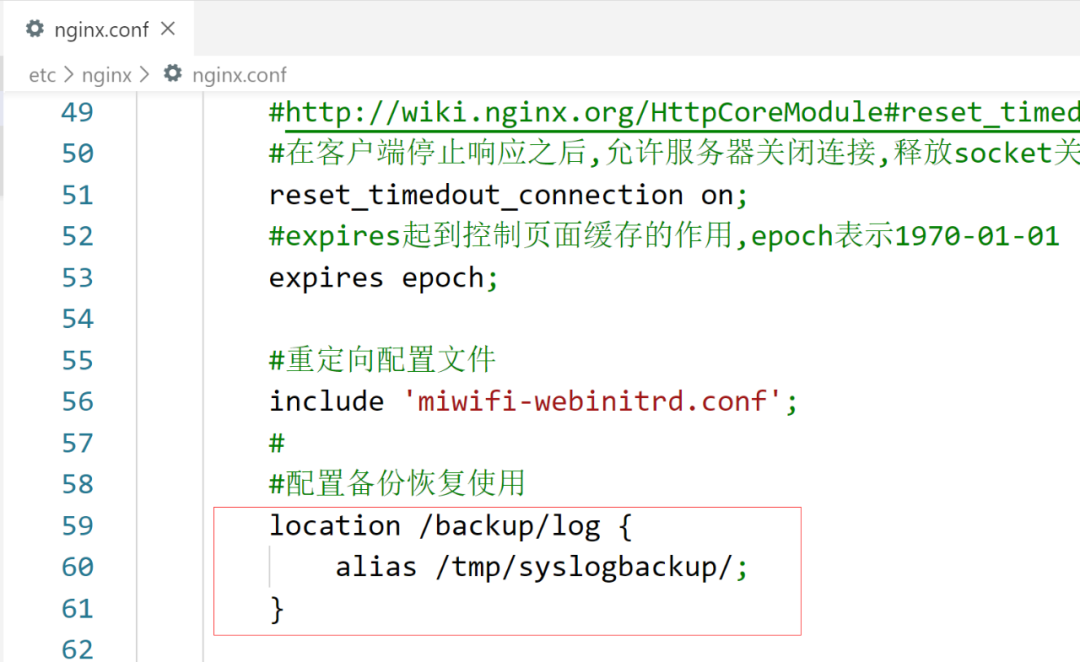 nginx.conf
etc > nginx > nginx.conf
49 #http://wiki.nginx.org/HttpCoreModule#reset_timed
50 #在客户端停止响应之后,允许服务器关闭连接,释放socket关
51 reset_timedout_connection on;
52 #expires起到控制页面缓存的作用,epoch表示1970-01-01
53 expires epoch;
54
55 #重定向配置文件
56 include 'miwifi-webinitrd.conf';
57 #
58 #配置备份恢复使用
59 location /backup/log {
60 alias /tmp/syslogbackup/;
61 }
62